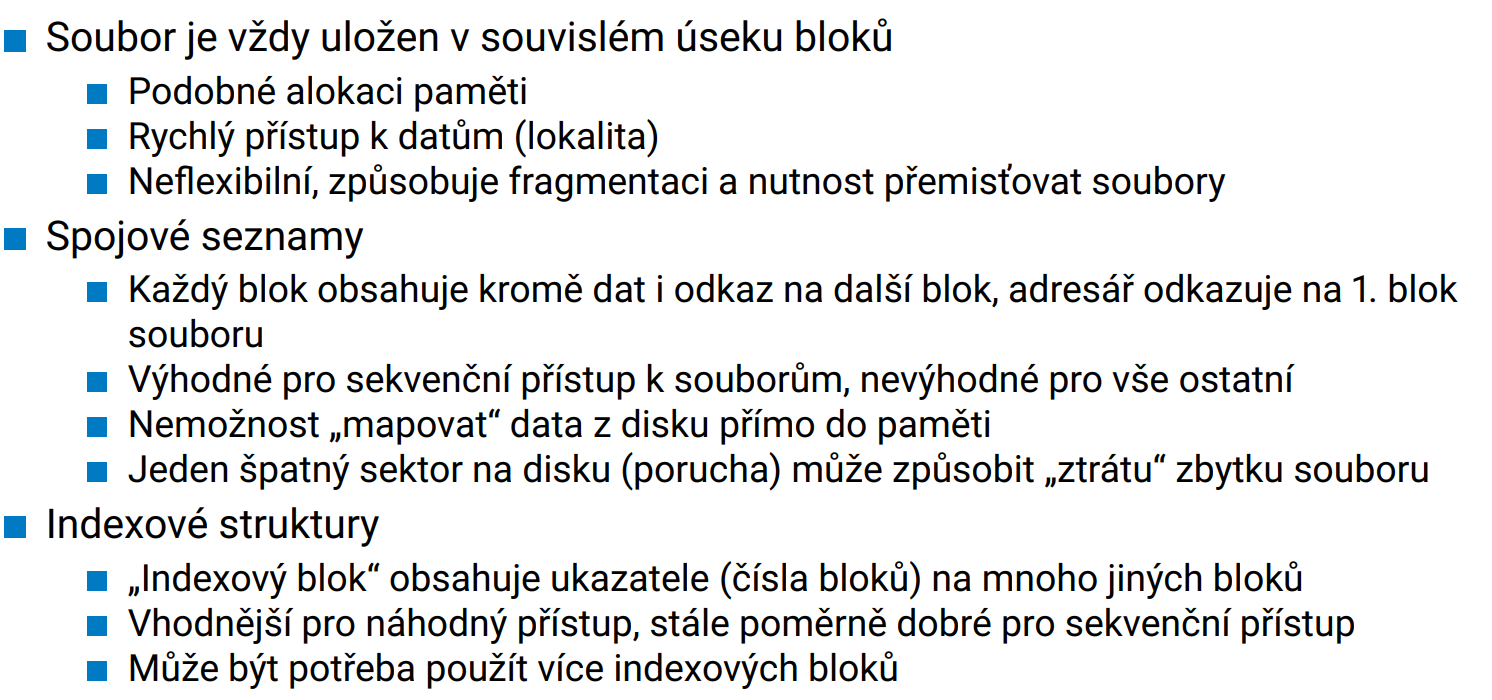 Soubor je vždy uložen v souvislém úseku bloků
Podobné alokaci paměti
Rychlý přístup k datům (lokalita)
Neflexibilní, způsobuje fragmentaci a nutnost přemisťovat soubory
Spojové seznamy
Každý blok obsahuje kromě dat i odkaz na další blok, adresář odkazuje na 1. blok
souboru
Výhodné pro sekvenční přístup k souborům, nevýhodné pro vše ostatní
Nemožnost „mapovat“ data z disku přímo do paměti
Jeden špatný sektor na disku (porucha) může způsobit „ztrátu“ zbytku souboru
Indexové struktury
„Indexový blok“ obsahuje ukazatele (čísla bloků) na mnoho jiných bloků
Vhodnější pro náhodný přístup, stále poměrně dobré pro sekvenční přístup
Může být potřeba použít více indexových bloků